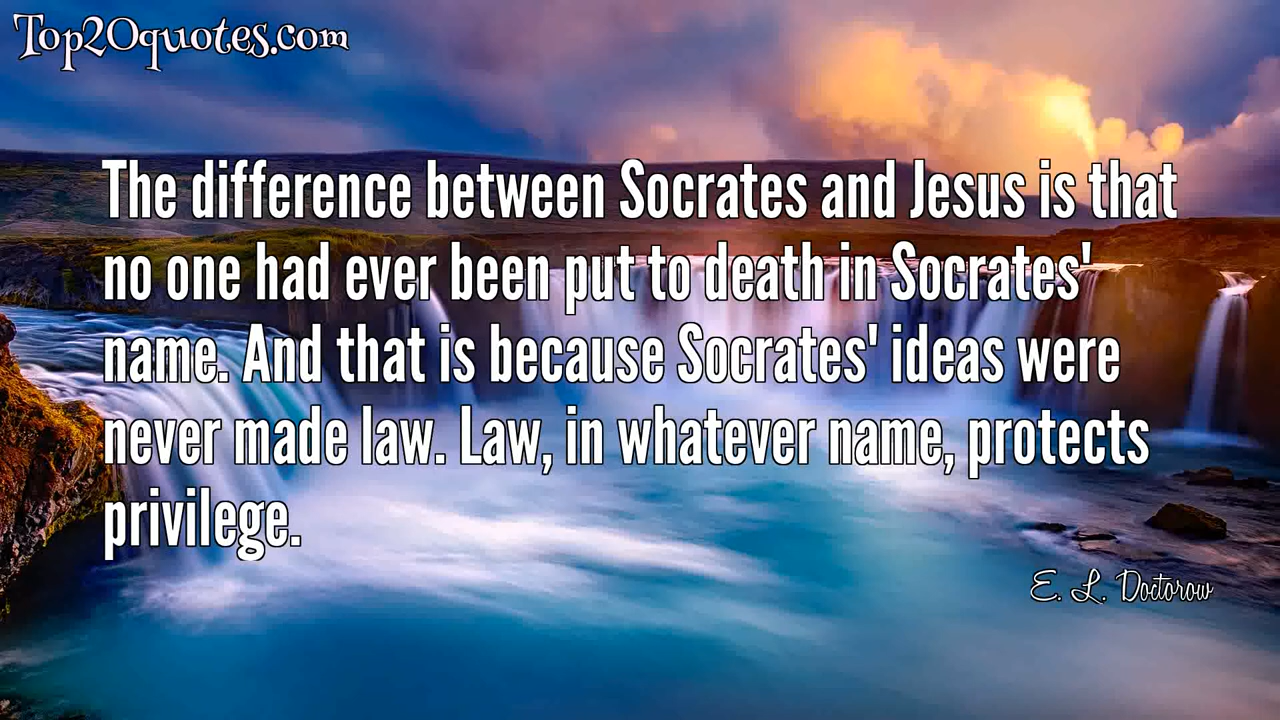 Top20quotes.com
The difference between Socrates and Jesus is that
no one had ever been put to death in Socrates'
name. And that is because Socrates' ideas were
never made law. Law, in whatever name, protects
privilege.
E. L. Doctorow